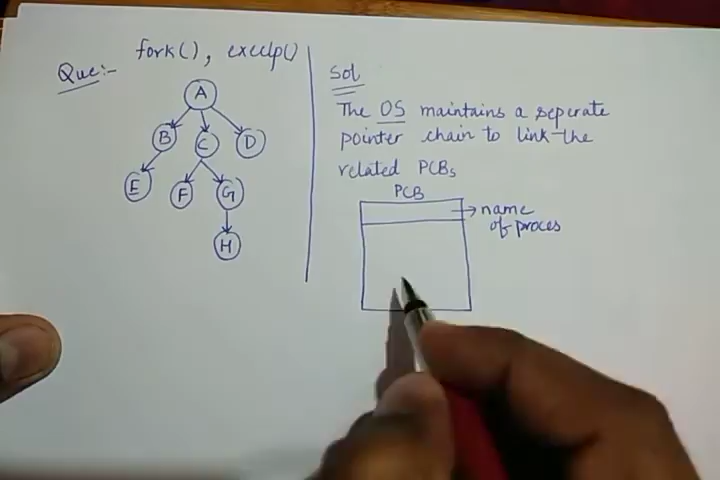 Que:- fork(), execlp()
A
B C D
E F G
H
Sol
The OS maintains a seperate
pointer chain to link the
related PCBs
PCB
name
of proces